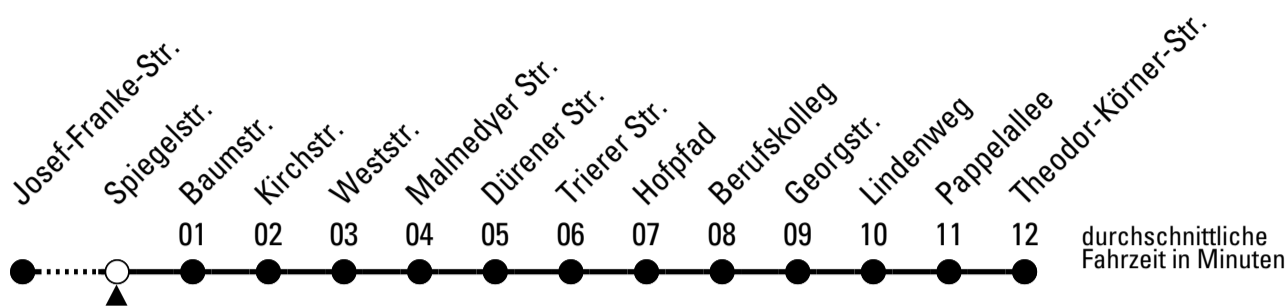 Josef-Franke-Str.
Spiegelstr.
Baumstr.
Kirchstr.
Weststr.
Malmedyer Str.
Dürener Str.
Trierer Str.
Hofpfad
Berufskolleg
Georgstr.
Lindenweg
Pappelallee
Theodor-Körner-Str.
01 02 03 04 05 06 07 08 09 10 11 12
durchschnittliche
Fahrzeit in Minuten